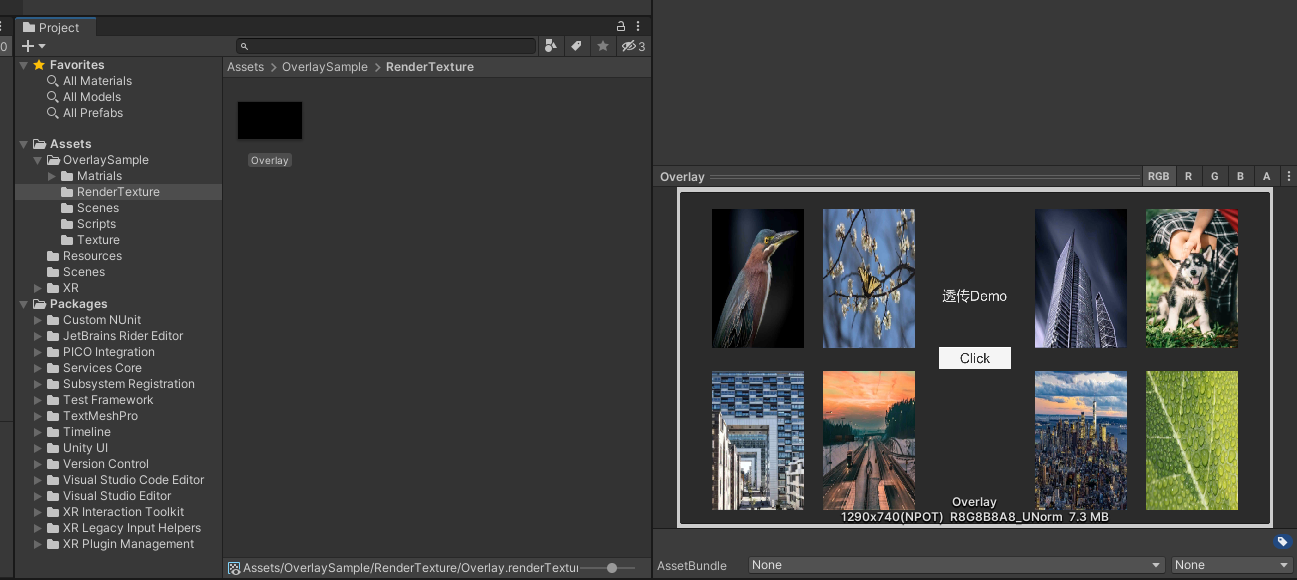 Project
0
3
Favorites
All Materials
All Models
All Prefabs
Assets
OverlaySample
Matrials
RenderTexture
Scenes
Scripts
Texture
Resources
Scenes
XR
Packages
Custom NUnit
JetBrains Rider Editor
PICO Integration
Services Core
Subsystem Registration
Test Framework
TextMeshPro
Timeline
Unity UI
Version Control
Visual Studio Code Editor
Visual Studio Editor
XR Interaction Toolkit
XR Legacy Input Helpers
XR Plugin Management
Assets > OverlaySample > RenderTexture
Overlay
Assets/OverlaySample/RenderTexture/Overlay.renderTextur
Overlay RGB R G B A
透传Demo
Click
Overlay
1290x740(NPOT) R8G8B8A8_UNorm 7.3 MB
AssetBundle None None